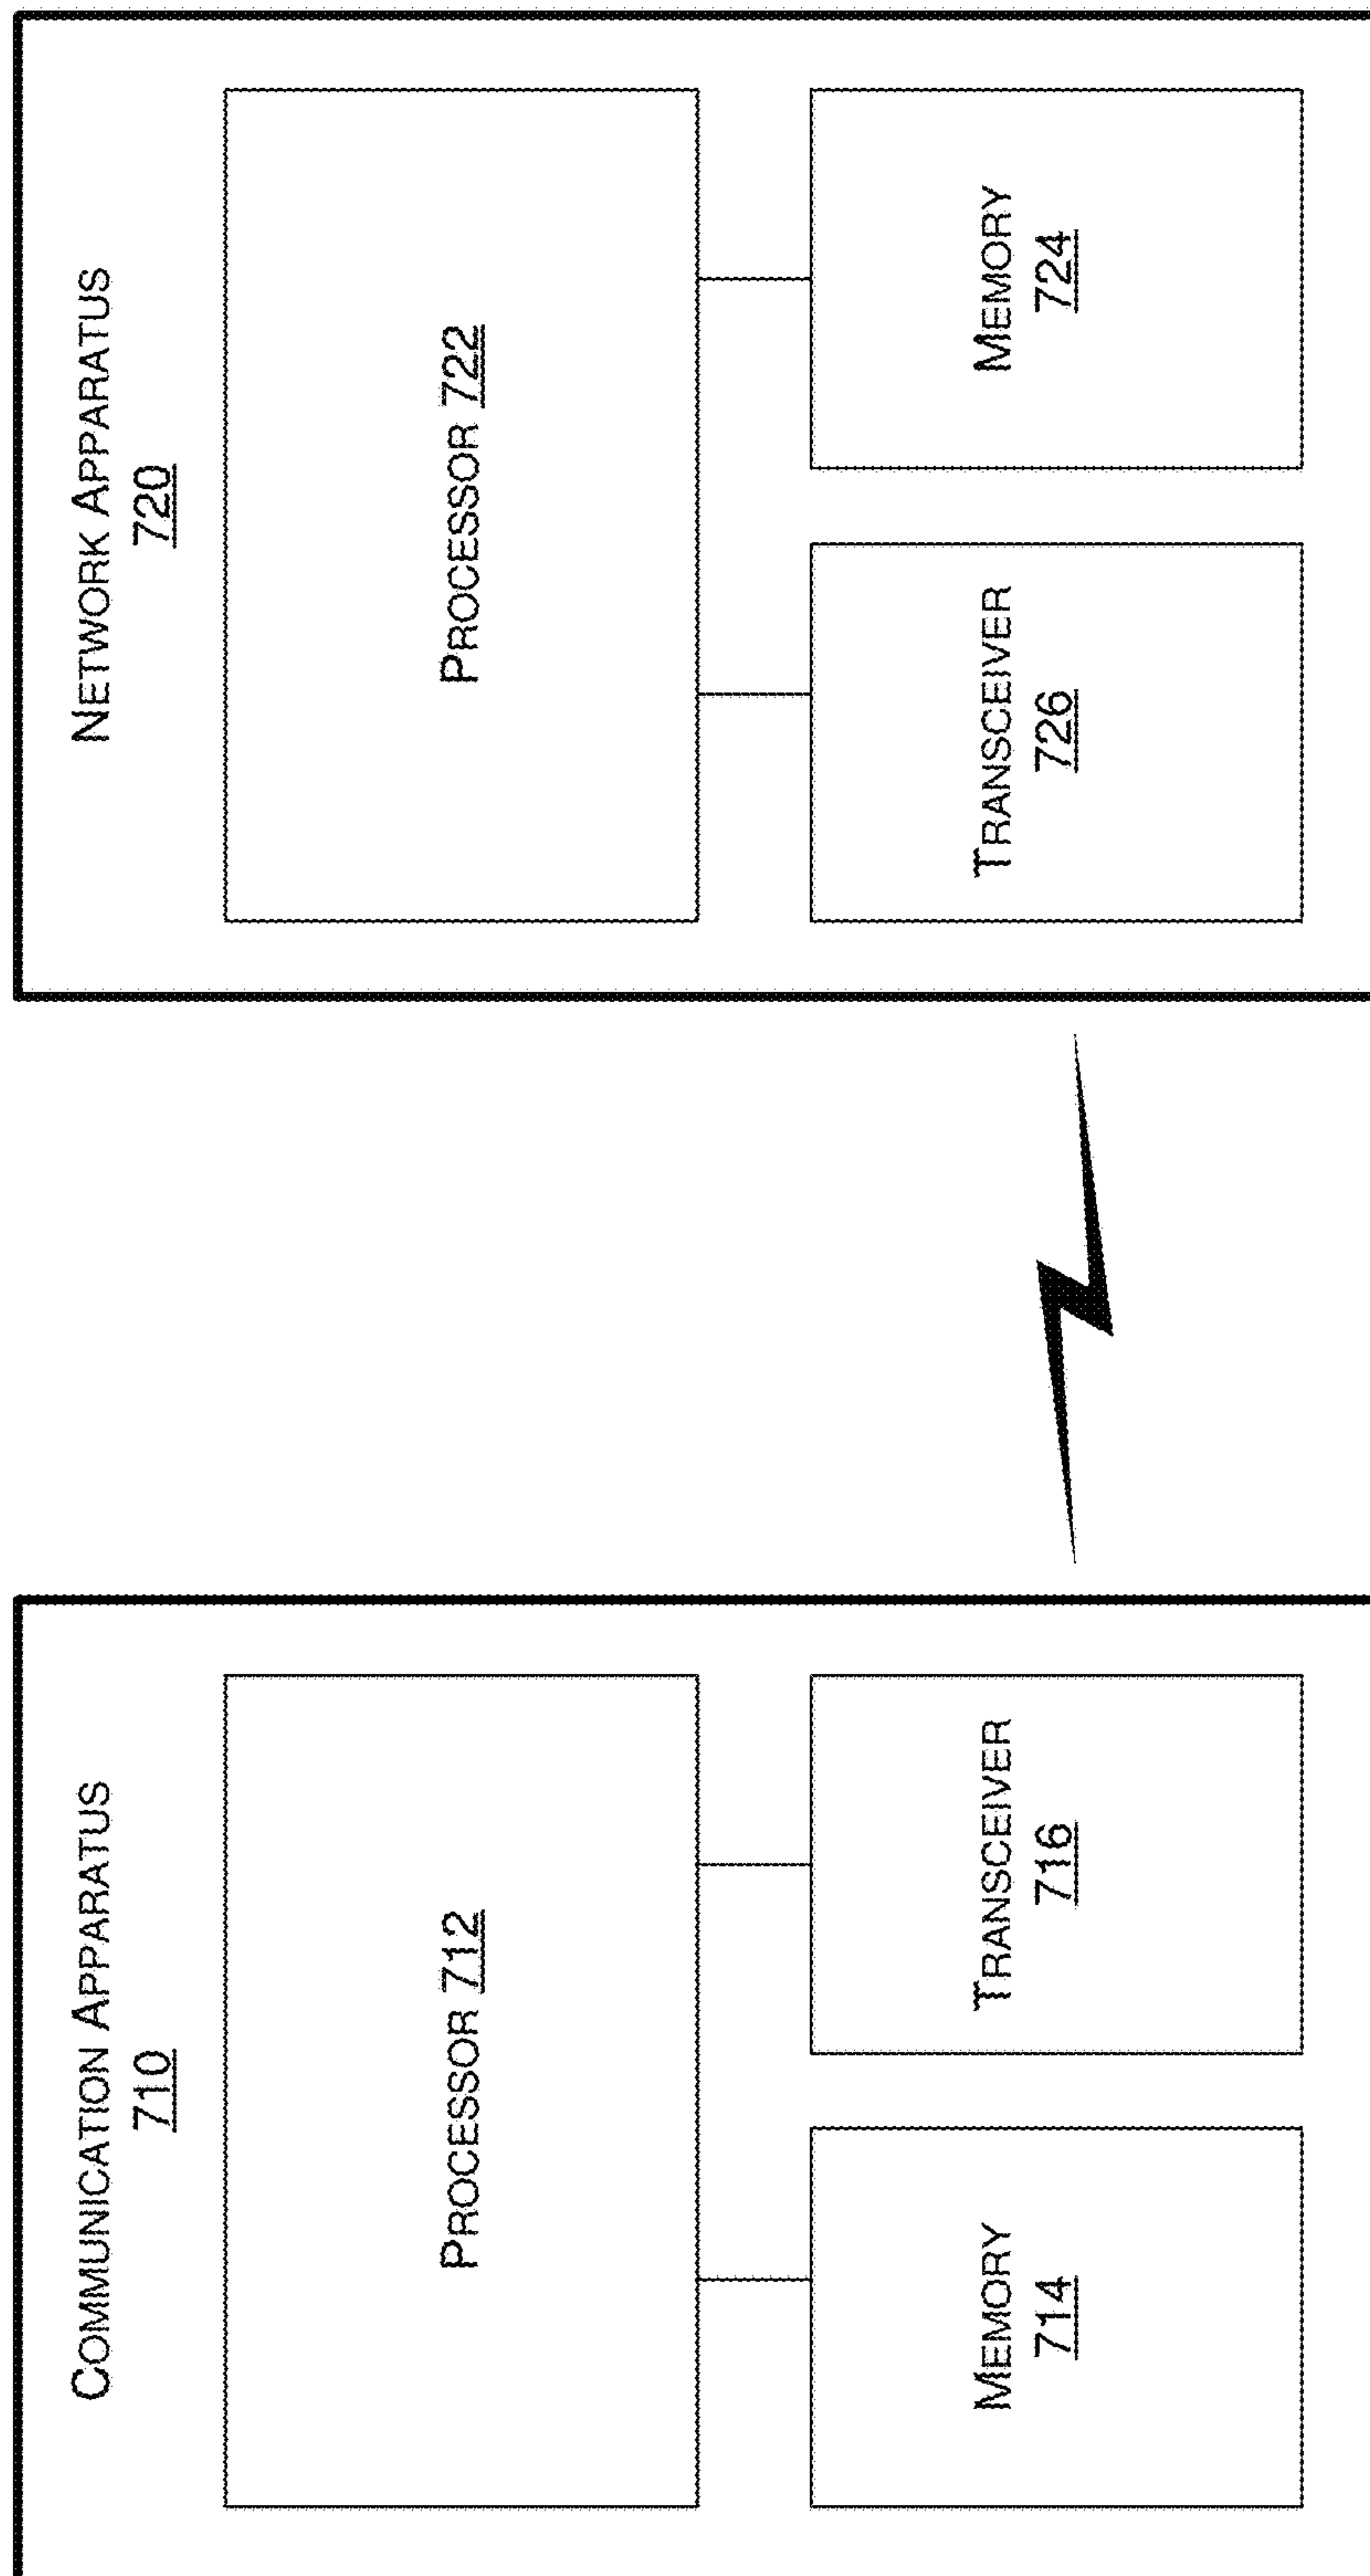 COMMUNICATION APPARATUS
710
PROCESSOR 712
MEMORY
714
TRANSCEIVER
716
NETWORK APPARATUS
720
PROCESSOR 722
TRANSCEIVER
726
MEMORY
724